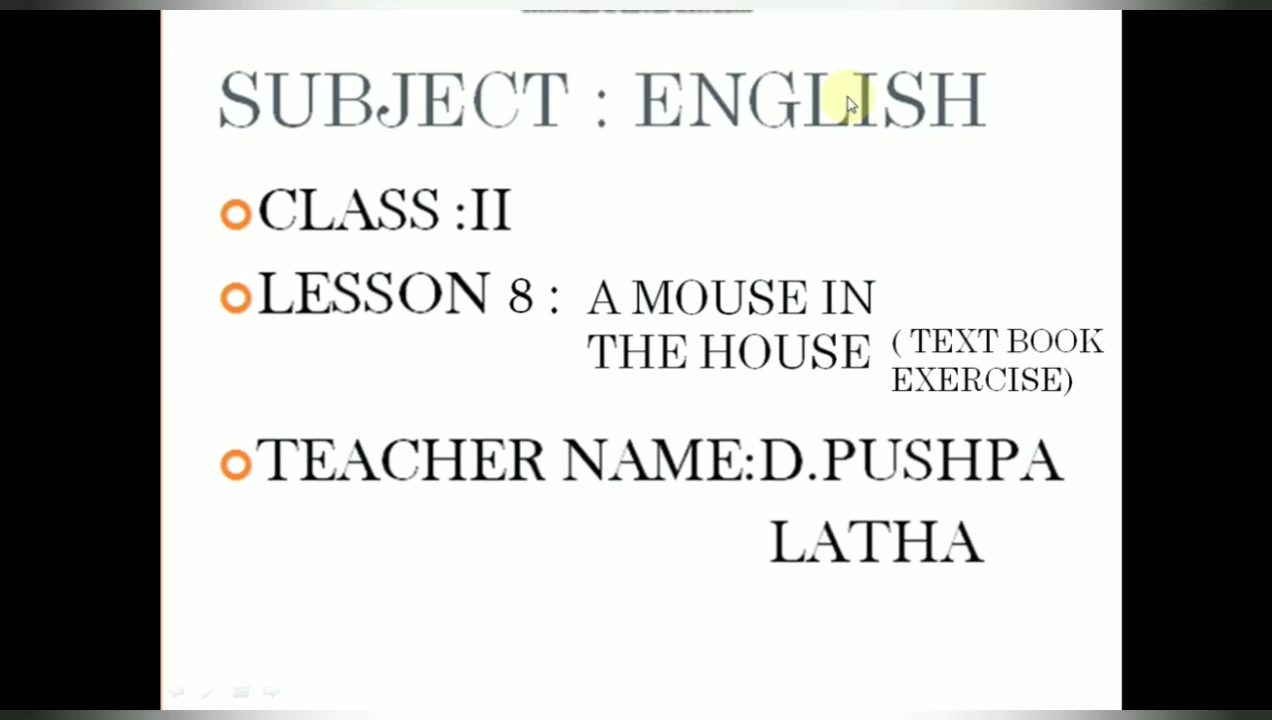 SUBJECT : ENGLISH
CLASS :II
LESSON 8 : A MOUSE IN
THE HOUSE ( TEXT BOOK
EXERCISE)
TEACHER NAME:D.PUSHPA
LATHA